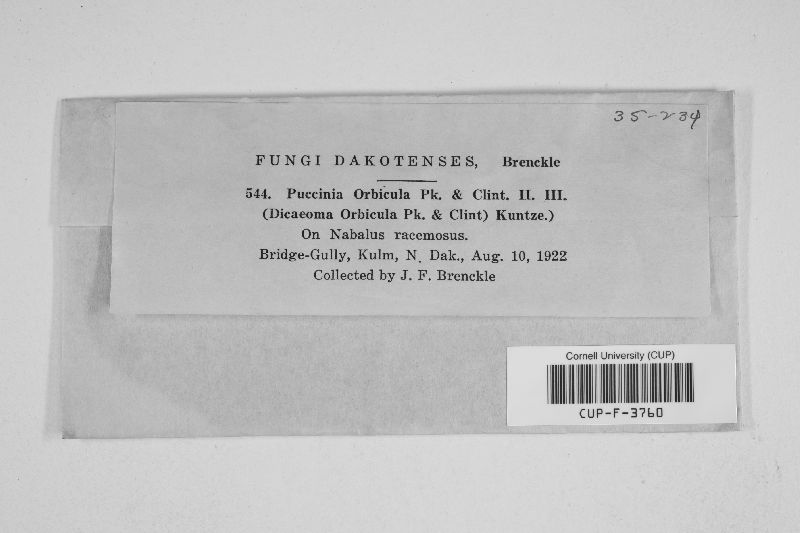 35-234
FUNGI DAKOTENSES, Brenckle
544. Puccinia Orbicula Pk. & Clint. II. III.
(Dicaeoma Orbicula Pk. & Clint) Kuntze.)
On Nabalus racemosus.
Bridge-Gully, Kulm, N. Dak., Aug. 10, 1922
Collected by J. F. Brenckle
Cornell University (CUP)
CUP-F-3760